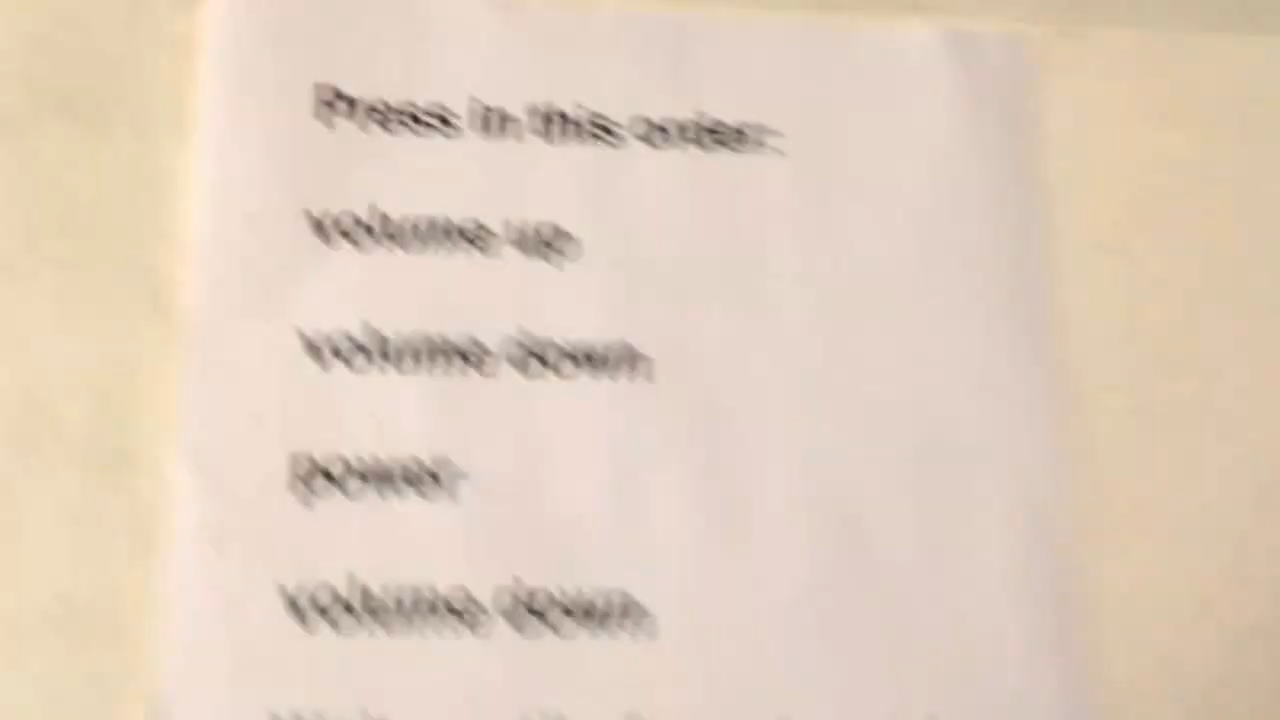 Press in this order:
volume up
volume down
power
volume down